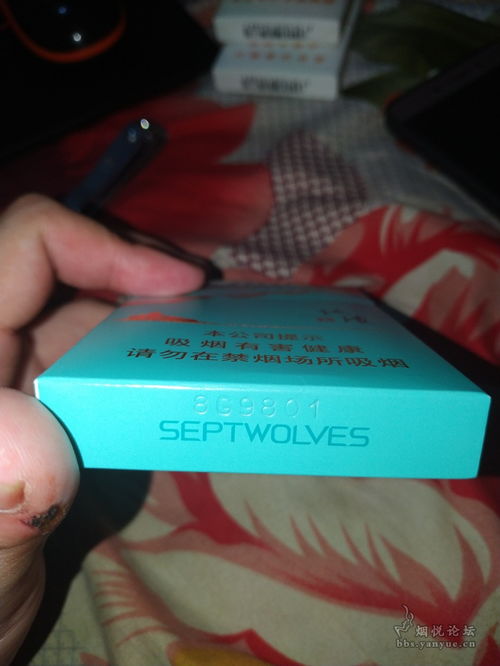 本公司提示
吸烟有害健康
请勿在禁烟场所吸烟
8G9801
SEPTWOLVES
烟悦论坛
bbs.yanyue.cn